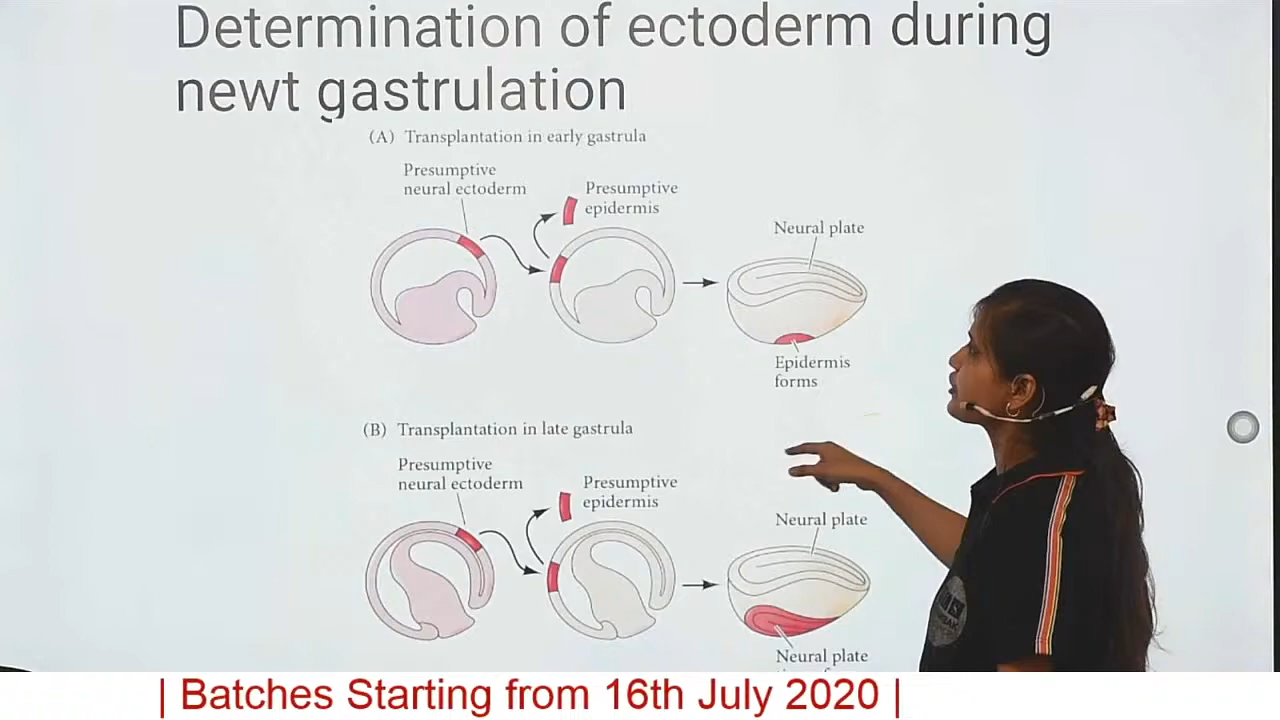 Determination of ectoderm during
newt gastrulation
(A) Transplantation in early gastrula
Presumptive
neural ectoderm
Presumptive
epidermis
Neural plate
Epidermis
forms
(B) Transplantation in late gastrula
Presumptive
neural ectoderm
Presumptive
epidermis
Neural plate
Neural plate
| Batches Starting from 16th July 2020 |